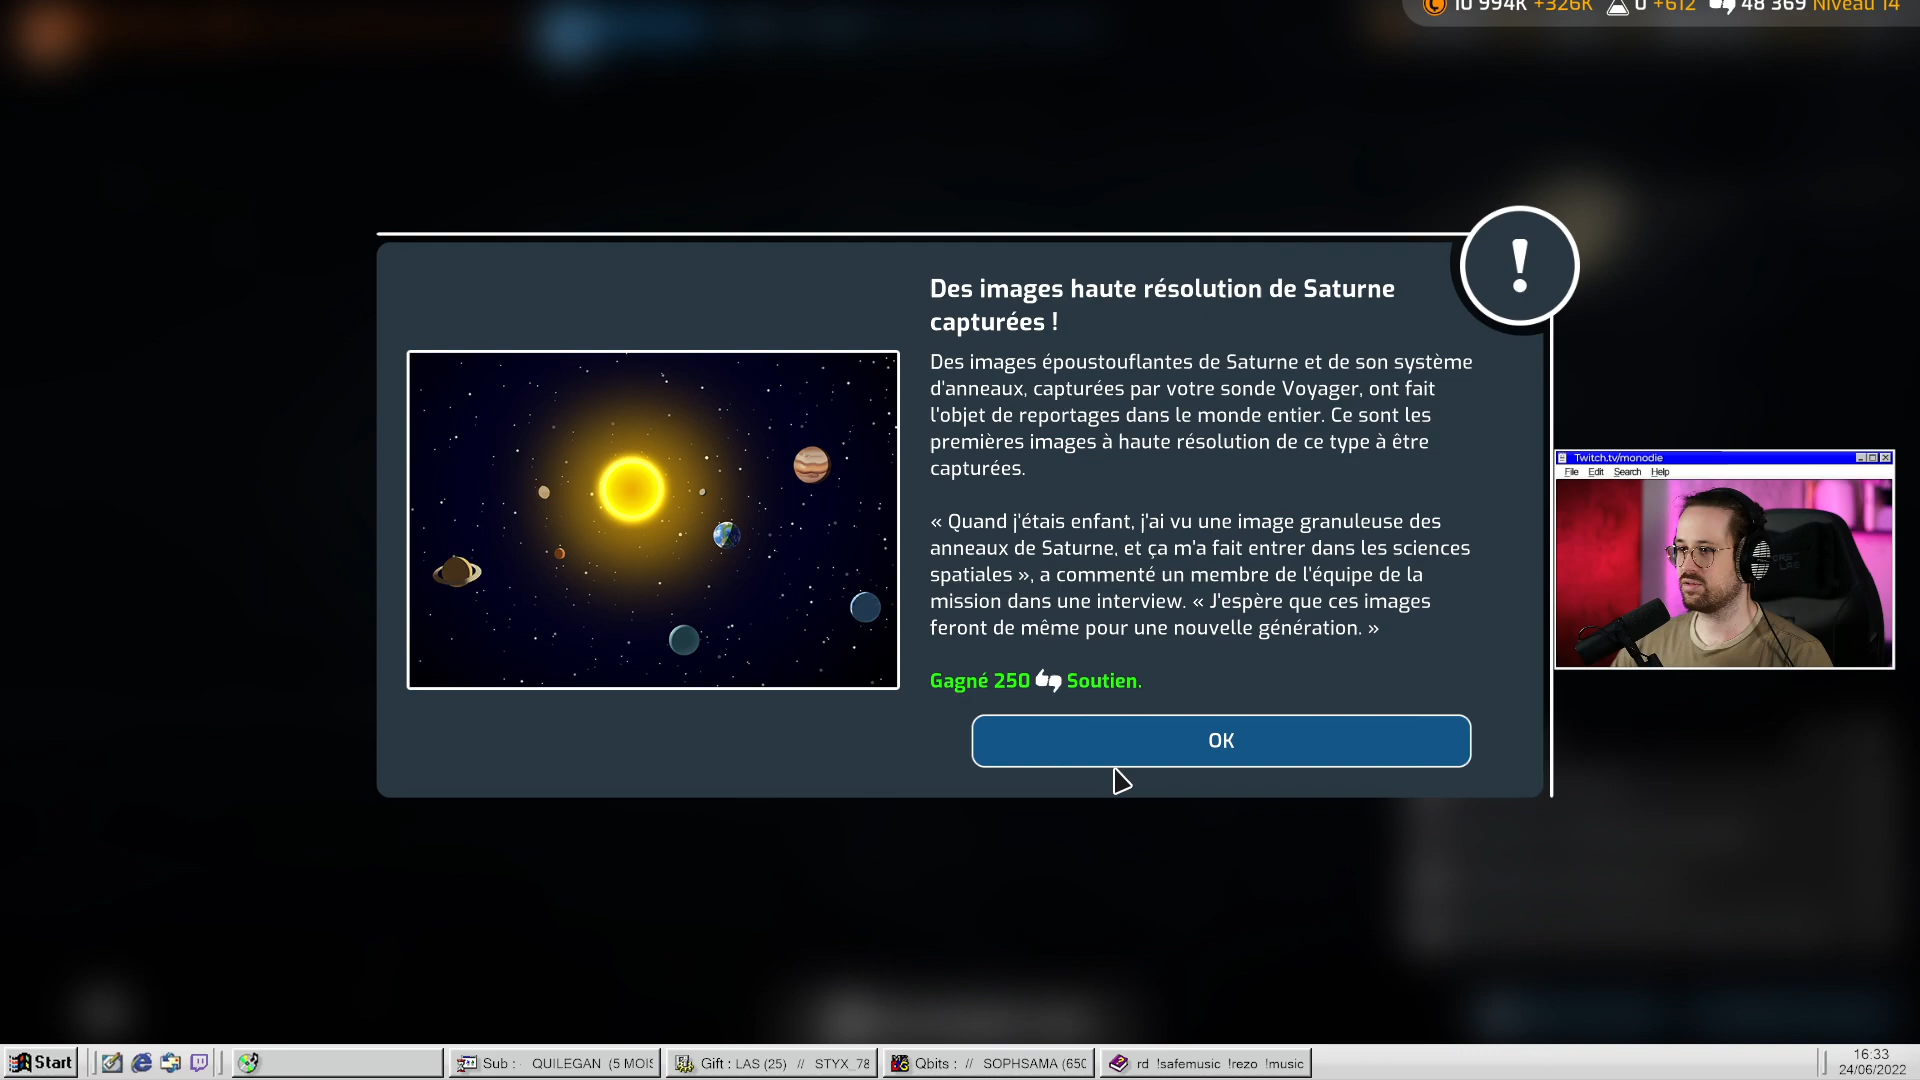 10 994K +326K 0 +612 48 369 Niveau 14
Des images haute résolution de Saturne
capturées !
Des images époustouflantes de Saturne et de son système
d'anneaux, capturées par votre sonde Voyager, ont fait
l'objet de reportages dans le monde entier. Ce sont les
premières images à haute résolution de ce type à être
capturées.
« Quand j'étais enfant, j'ai vu une image granuleuse des
anneaux de Saturne, et ça m'a fait entrer dans les sciences
spatiales », a commenté un membre de l'équipe de la
mission dans une interview. « J'espère que ces images
feront de même pour une nouvelle génération. »
Gagné 250 Soutien.
OK
Twitch.tv/monodie
File Edit Search Help
Start
Sub : QUILEGAN (5 MOIS
Gift : LAS (25) // STYX_78
Qbits : // SOPHSAMA (650
rd !safemusic !rezo !music
16:33
24/06/2022